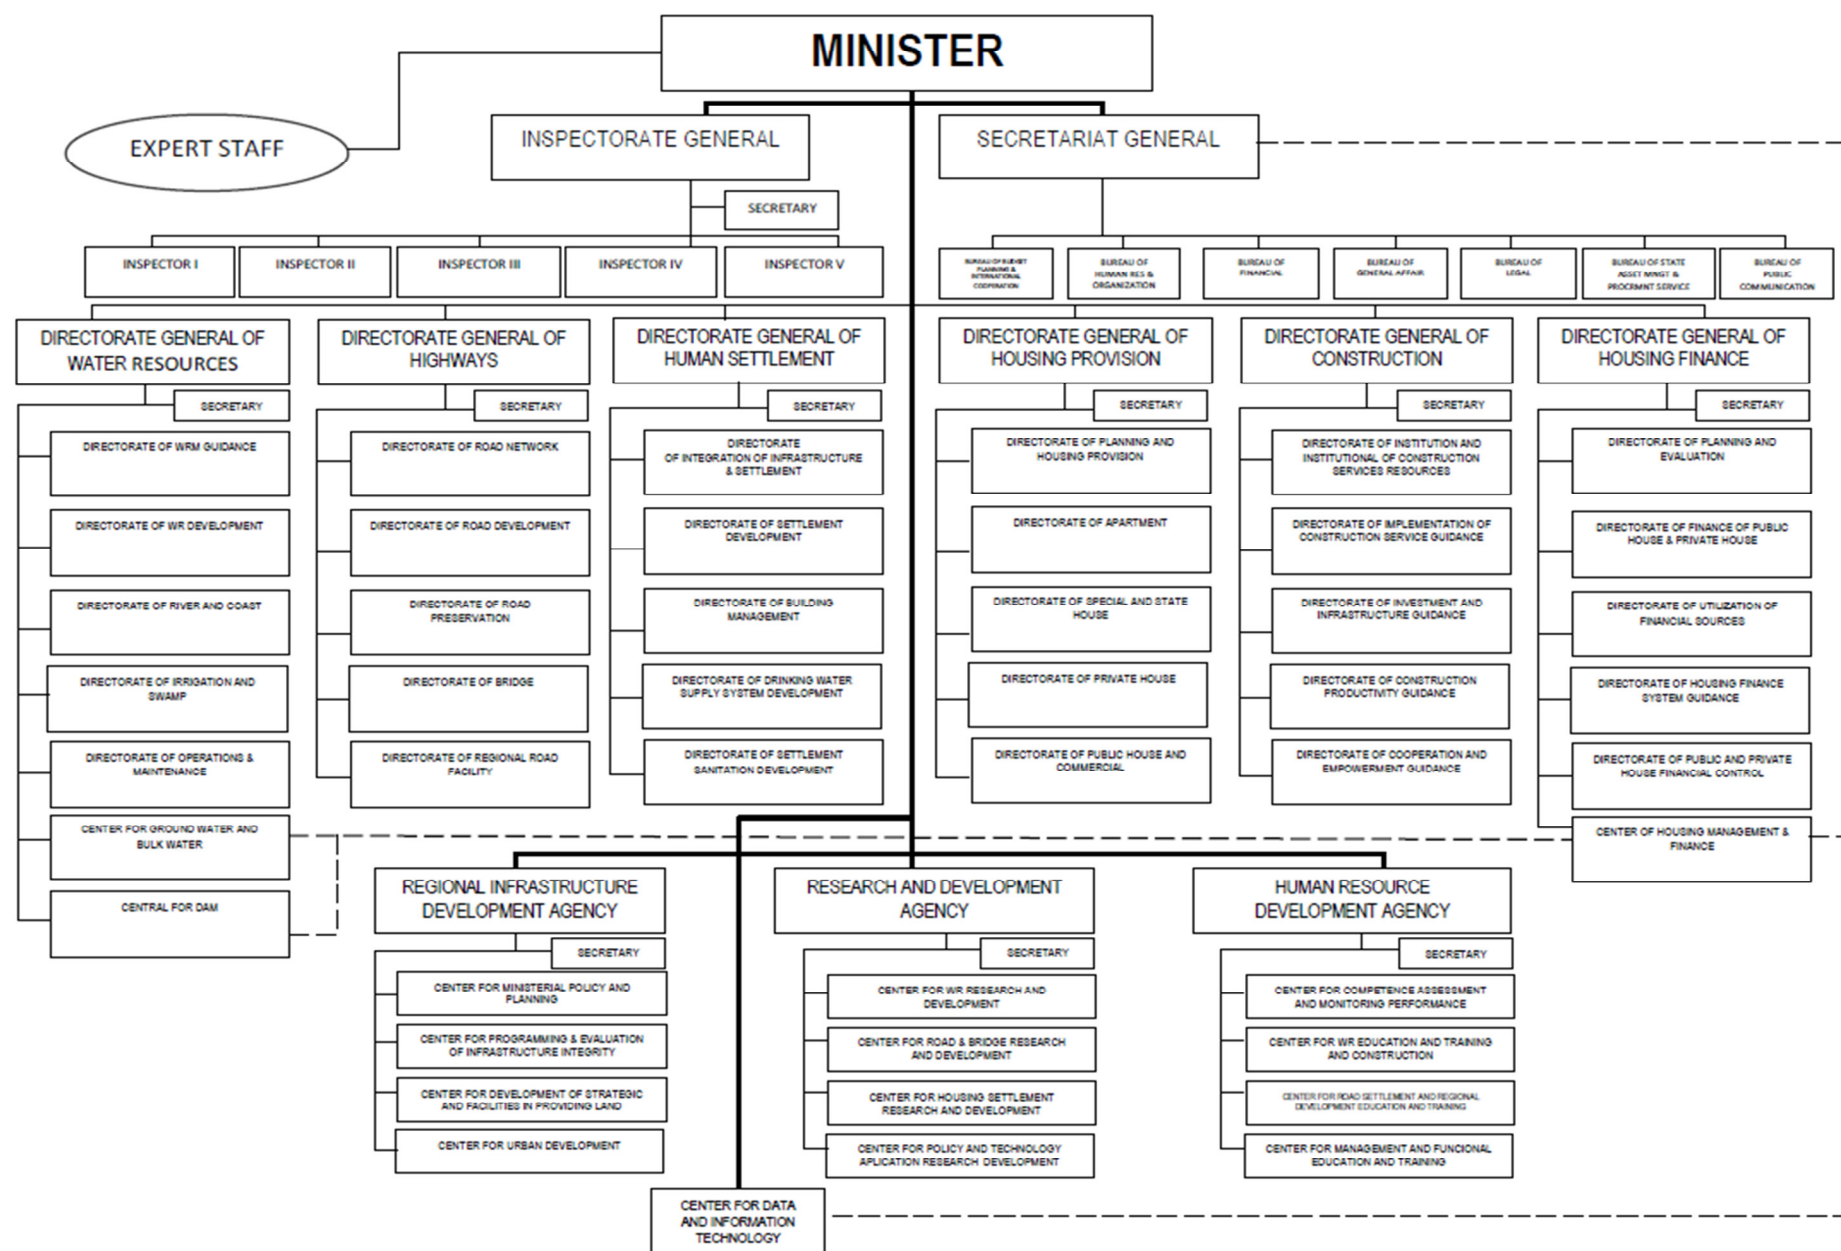 MINISTER
EXPERT STAFF
INSPECTORATE GENERAL
SECRETARIAT GENERAL
SECRETARY
INSPECTOR I
INSPECTOR II
INSPECTOR III
INSPECTOR IV
INSPECTOR V
BUREAU OF BUDGET
PLANNING &
INTERNATIONAL
COOPERATION
BUREAU OF
HUMAN RES &
ORGANIZATION
BUREAU OF
FINANCIAL
BUREAU OF
GENERAL AFFAIR
BUREAU OF
LEGAL
BUREAU OF STATE
ASSET MNGT &
PROCRMNT SERVICE
BUREAU OF
PUBLIC
COMMUNICATION
DIRECTORATE GENERAL OF
WATER RESOURCES
SECRETARY
DIRECTORATE OF WRM GUIDANCE
DIRECTORATE OF WR DEVELOPMENT
DIRECTORATE OF RIVER AND COAST
DIRECTORATE OF IRRIGATION AND
SWAMP
DIRECTORATE OF OPERATIONS &
MAINTENANCE
CENTER FOR GROUND WATER AND
BULK WATER
CENTRAL FOR DAM
DIRECTORATE GENERAL OF
HIGHWAYS
SECRETARY
DIRECTORATE OF ROAD NETWORK
DIRECTORATE OF ROAD DEVELOPMENT
DIRECTORATE OF ROAD
PRESERVATION
DIRECTORATE OF BRIDGE
DIRECTORATE OF REGIONAL ROAD
FACILITY
DIRECTORATE GENERAL OF
HUMAN SETTLEMENT
SECRETARY
DIRECTORATE
OF INTEGRATION OF INFRASTRUCTURE
& SETTLEMENT
DIRECTORATE OF SETTLEMENT
DEVELOPMENT
DIRECTORATE OF BUILDING
MANAGEMENT
DIRECTORATE OF DRINKING WATER
SUPPLY SYSTEM DEVELOPMENT
DIRECTORATE OF SETTLEMENT
SANITATION DEVELOPMENT
DIRECTORATE GENERAL OF
HOUSING PROVISION
SECRETARY
DIRECTORATE OF PLANNING AND
HOUSING PROVISION
DIRECTORATE OF APARTMENT
DIRECTORATE OF SPECIAL AND STATE
HOUSE
DIRECTORATE OF PRIVATE HOUSE
DIRECTORATE OF PUBLIC HOUSE AND
COMMERCIAL
DIRECTORATE GENERAL OF
CONSTRUCTION
SECRETARY
DIRECTORATE OF INSTITUTION AND
INSTITUTIONAL OF CONSTRUCTION
SERVICES RESOURCES
DIRECTORATE OF IMPLEMENTATION OF
CONSTRUCTION SERVICE GUIDANCE
DIRECTORATE OF INVESTMENT AND
INFRASTRUCTURE GUIDANCE
DIRECTORATE OF CONSTRUCTION
PRODUCTIVITY GUIDANCE
DIRECTORATE OF COOPERATION AND
EMPOWERMENT GUIDANCE
DIRECTORATE GENERAL OF
HOUSING FINANCE
SECRETARY
DIRECTORATE OF PLANNING AND
EVALUATION
DIRECTORATE OF FINANCE OF PUBLIC
HOUSE & PRIVATE HOUSE
DIRECTORATE OF UTILIZATION OF
FINANCIAL SOURCES
DIRECTORATE OF HOUSING FINANCE
SYSTEM GUIDANCE
DIRECTORATE OF PUBLIC AND PRIVATE
HOUSE FINANCIAL CONTROL
CENTER OF HOUSING MANAGEMENT &
FINANCE
REGIONAL INFRASTRUCTURE
DEVELOPMENT AGENCY
SECRETARY
CENTER FOR MINISTERIAL POLICY AND
PLANNING
CENTER FOR PROGRAMMING & EVALUATION
OF INFRASTRUCTURE INTEGRITY
CENTER FOR DEVELOPMENT OF STRATEGIC
AND FACILITIES IN PROVIDING LAND
CENTER FOR URBAN DEVELOPMENT
RESEARCH AND DEVELOPMENT
AGENCY
SECRETARY
CENTER FOR WR RESEARCH AND
DEVELOPMENT
CENTER FOR ROAD & BRIDGE RESEARCH
AND DEVELOPMENT
CENTER FOR HOUSING SETTLEMENT
RESEARCH AND DEVELOPMENT
CENTER FOR POLICY AND TECHNOLOGY
APLICATION RESEARCH DEVELOPMENT
HUMAN RESOURCE
DEVELOPMENT AGENCY
SECRETARY
CENTER FOR COMPETENCE ASSESSMENT
AND MONITORING PERFORMANCE
CENTER FOR WR EDUCATION AND TRAINING
AND CONSTRUCTION
CENTER FOR ROAD SETTLEMENT AND REGIONAL
DEVELOPMENT EDUCATION AND TRAINING
CENTER FOR MANAGEMENT AND FUNCIONAL
EDUCATION AND TRAINING
CENTER FOR DATA
AND INFORMATION
TECHNOLOGY